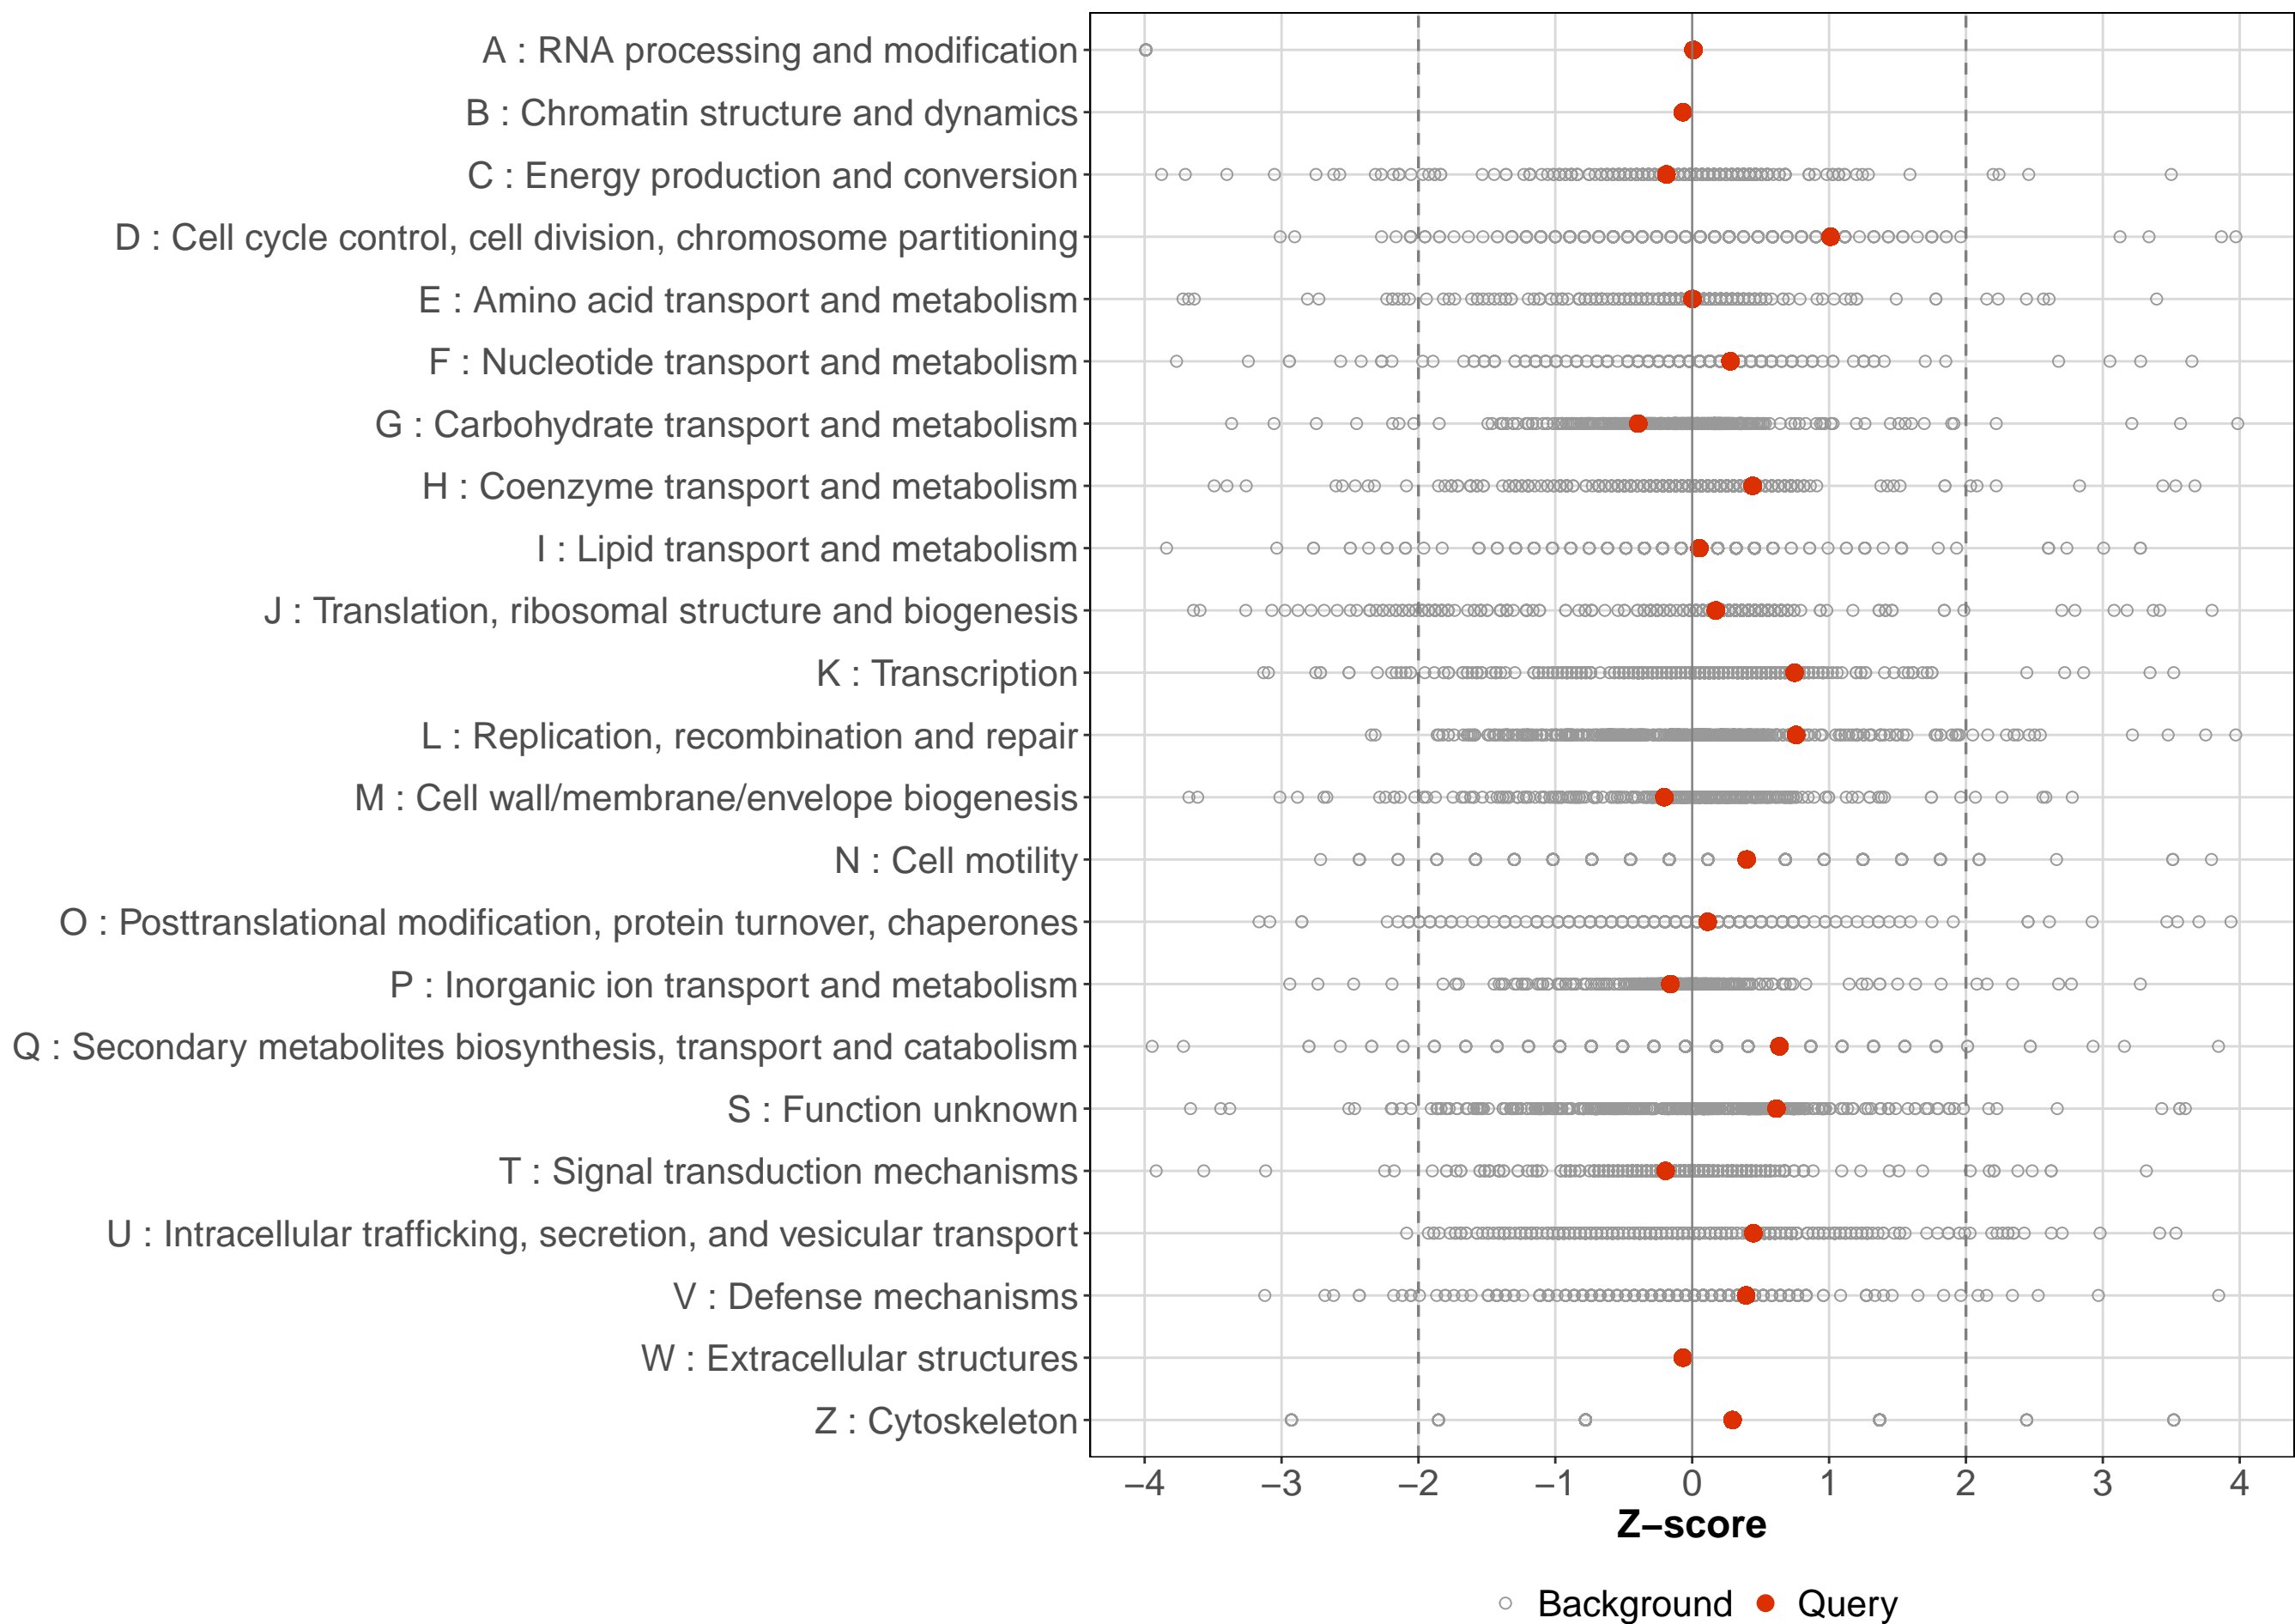 A : RNA processing and modification
B : Chromatin structure and dynamics
C : Energy production and conversion
D : Cell cycle control, cell division, chromosome partitioning
E : Amino acid transport and metabolism
F : Nucleotide transport and metabolism
G : Carbohydrate transport and metabolism
H : Coenzyme transport and metabolism
I : Lipid transport and metabolism
J : Translation, ribosomal structure and biogenesis
K : Transcription
L : Replication, recombination and repair
M : Cell wall/membrane/envelope biogenesis
N : Cell motility
O : Posttranslational modification, protein turnover, chaperones
P : Inorganic ion transport and metabolism
Q : Secondary metabolites biosynthesis, transport and catabolism
S : Function unknown
T : Signal transduction mechanisms
U : Intracellular trafficking, secretion, and vesicular transport
V : Defense mechanisms
W : Extracellular structures
Z : Cytoskeleton
−4 −3 −2 −1 0 1 2 3 4
Z−score
Background Query